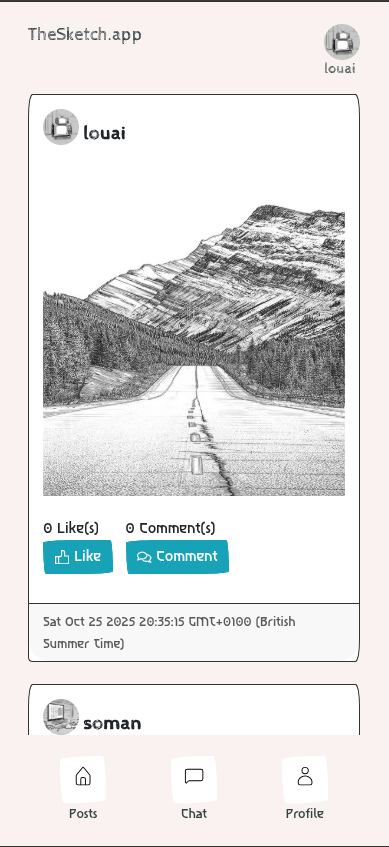 TheSketch.app
louai
louai
0 Like(s) 0 Comment(s)
Like Comment
Sat Oct 25 2025 20:35:15 GMT+0100 (British
Summer Time)
soman
Posts Chat Profile